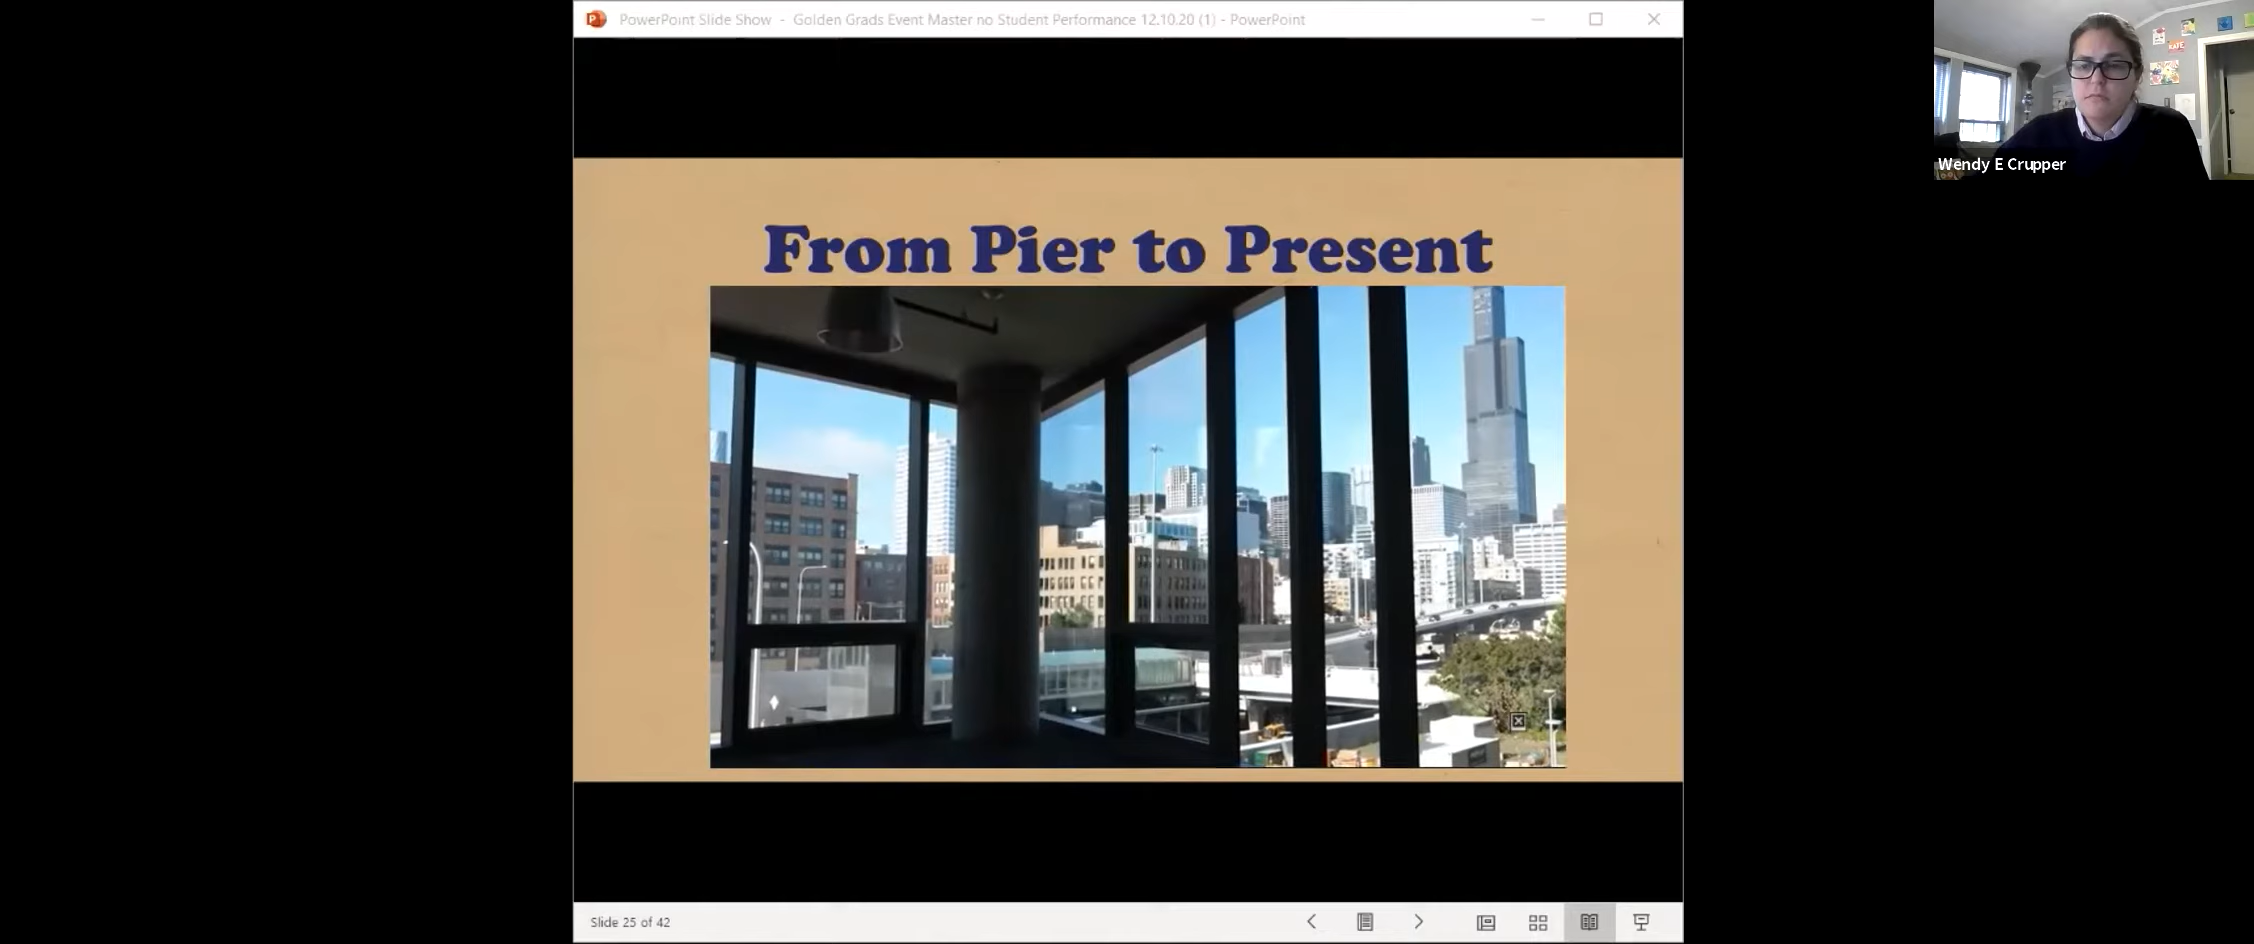 PowerPoint Slide Show - Golden Grads Event Master no Student Performance 12.10.20 (1) - PowerPoint
KATE
Wendy E Crupper
From Pier to Present
Slide 25 of 42